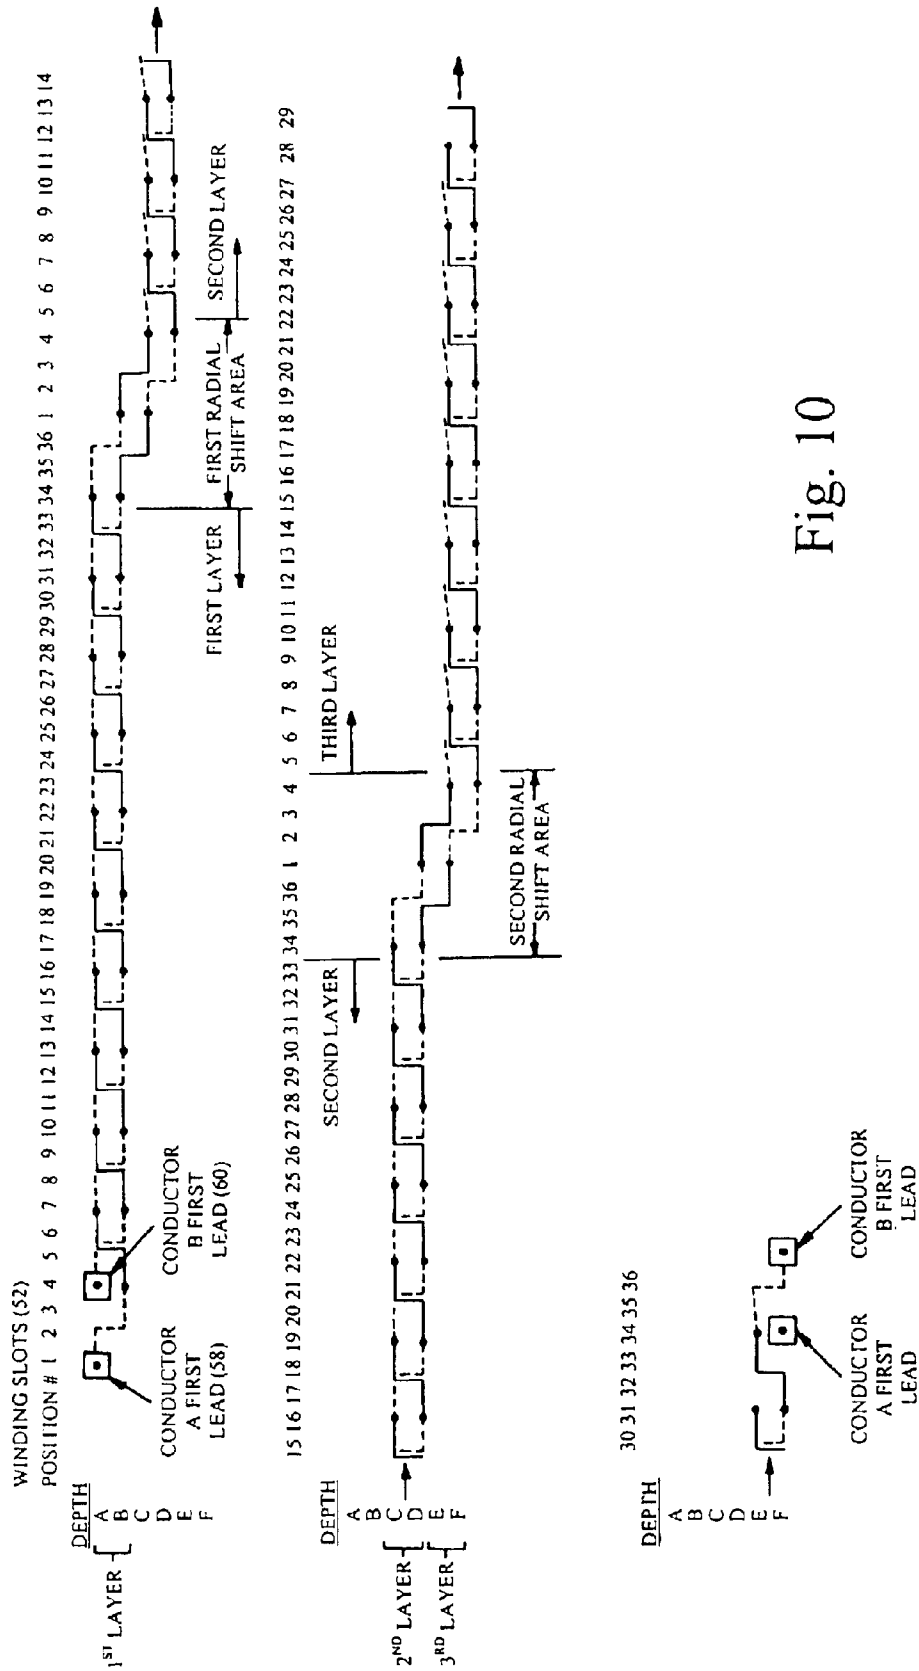 WINDING SLOTS (52)
POSITION # 1 2 3 4 5 6 7 8 9 10 11 12 13 14 15 16 17 18 19 20 21 22 23 24 25 26 27 28 29 30 31 32 33 34 35 36 1 2 3 4 5 6 7 8 9 10 11 12 13 14
DEPTH
A
B
C
D
E
F
1ST LAYER
CONDUCTOR
A FIRST
LEAD (58)
CONDUCTOR
B FIRST
LEAD (60)
FIRST LAYER
FIRST RADIAL
SHIFT AREA
SECOND LAYER
15 16 17 18 19 20 21 22 23 24 25 26 27 28 29 30 31 32 33 34 35 36 1 2 3 4 5 6 7 8 9 10 11 12 13 14 15 16 17 18 19 20 21 22 23 24 25 26 27 28 29
SECOND LAYER
THIRD LAYER
DEPTH
A
B
C
D
E
F
2ND LAYER
3RD LAYER
SECOND RADIAL
SHIFT AREA
30 31 32 33 34 35 36
DEPTH
A
B
C
D
E
F
CONDUCTOR
A FIRST
LEAD
CONDUCTOR
B FIRST
LEAD
Fig. 10